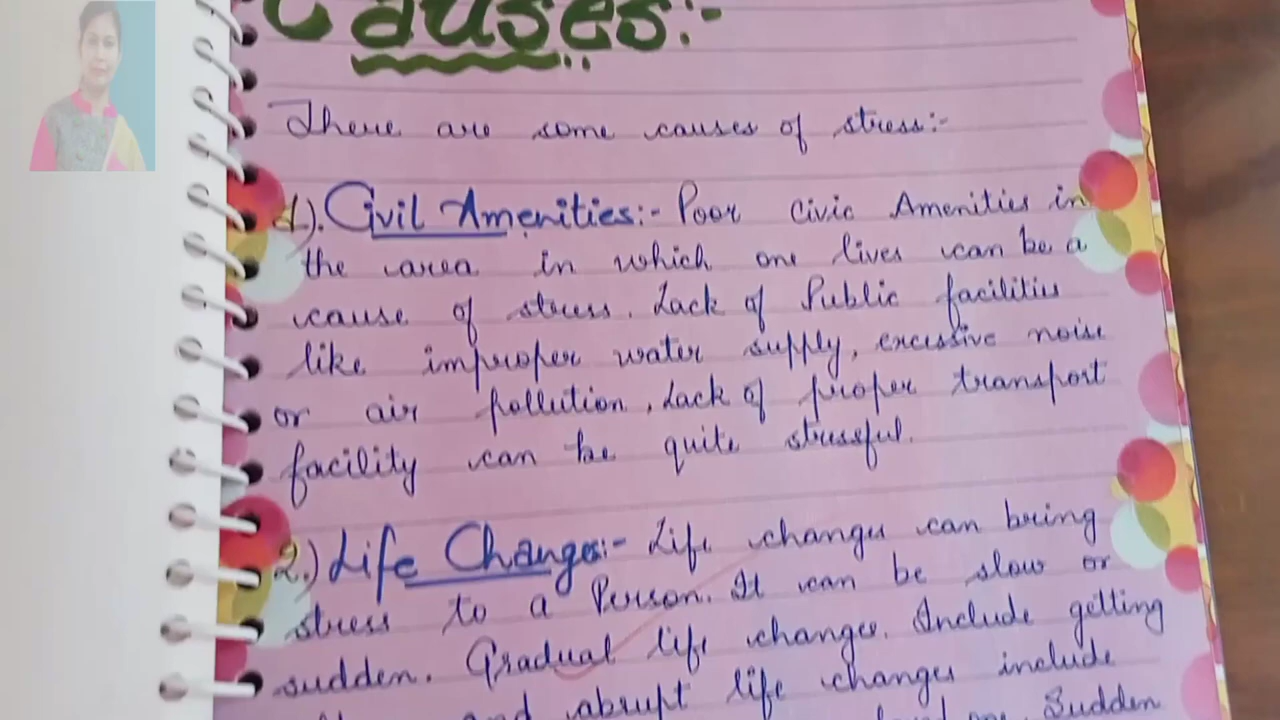 Causes:-
There are some causes of stress:-
1). Civil Amenities:- Poor Civic Amenities in
the area in which one lives can be a
cause of stress. Lack of Public facilities
like improper water supply, excessive noise
or air pollution, Lack of proper transport
facility can be quite stressful.
2.) Life Changes:- Life changes can bring
stress to a Person. It can be slow or
sudden. Gradual life changes. Include getting
and abrupt life changes include
Sudden